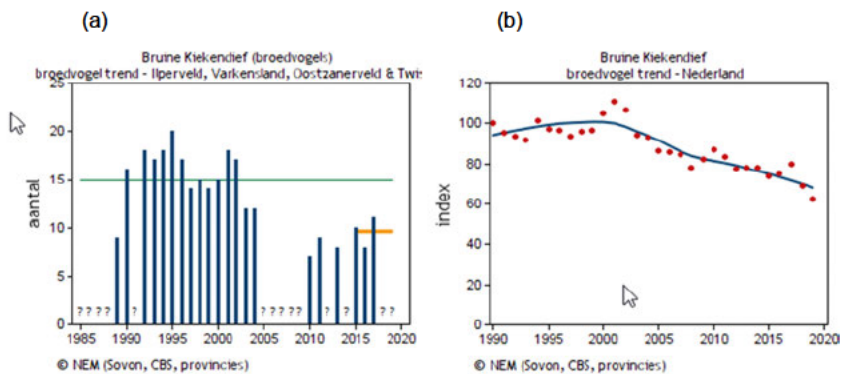 (a)
Bruine Kiekendief (broedvogels)
broedvogel trend - Ilperveld, Varkensland, Oostzanerveld & Twis
aantal
25
20
15
10
5
0
???? ? ????? ? ? ??
1985 1990 1995 2000 2005 2010 2015 2020
© NEM (Sovon, CBS, provincies)
(b)
Bruine Kiekendief
broedvogel trend - Nederland
index
120
100
80
60
40
20
0
1990 1995 2000 2005 2010 2015 2020
© NEM (Sovon, CBS, provincies)